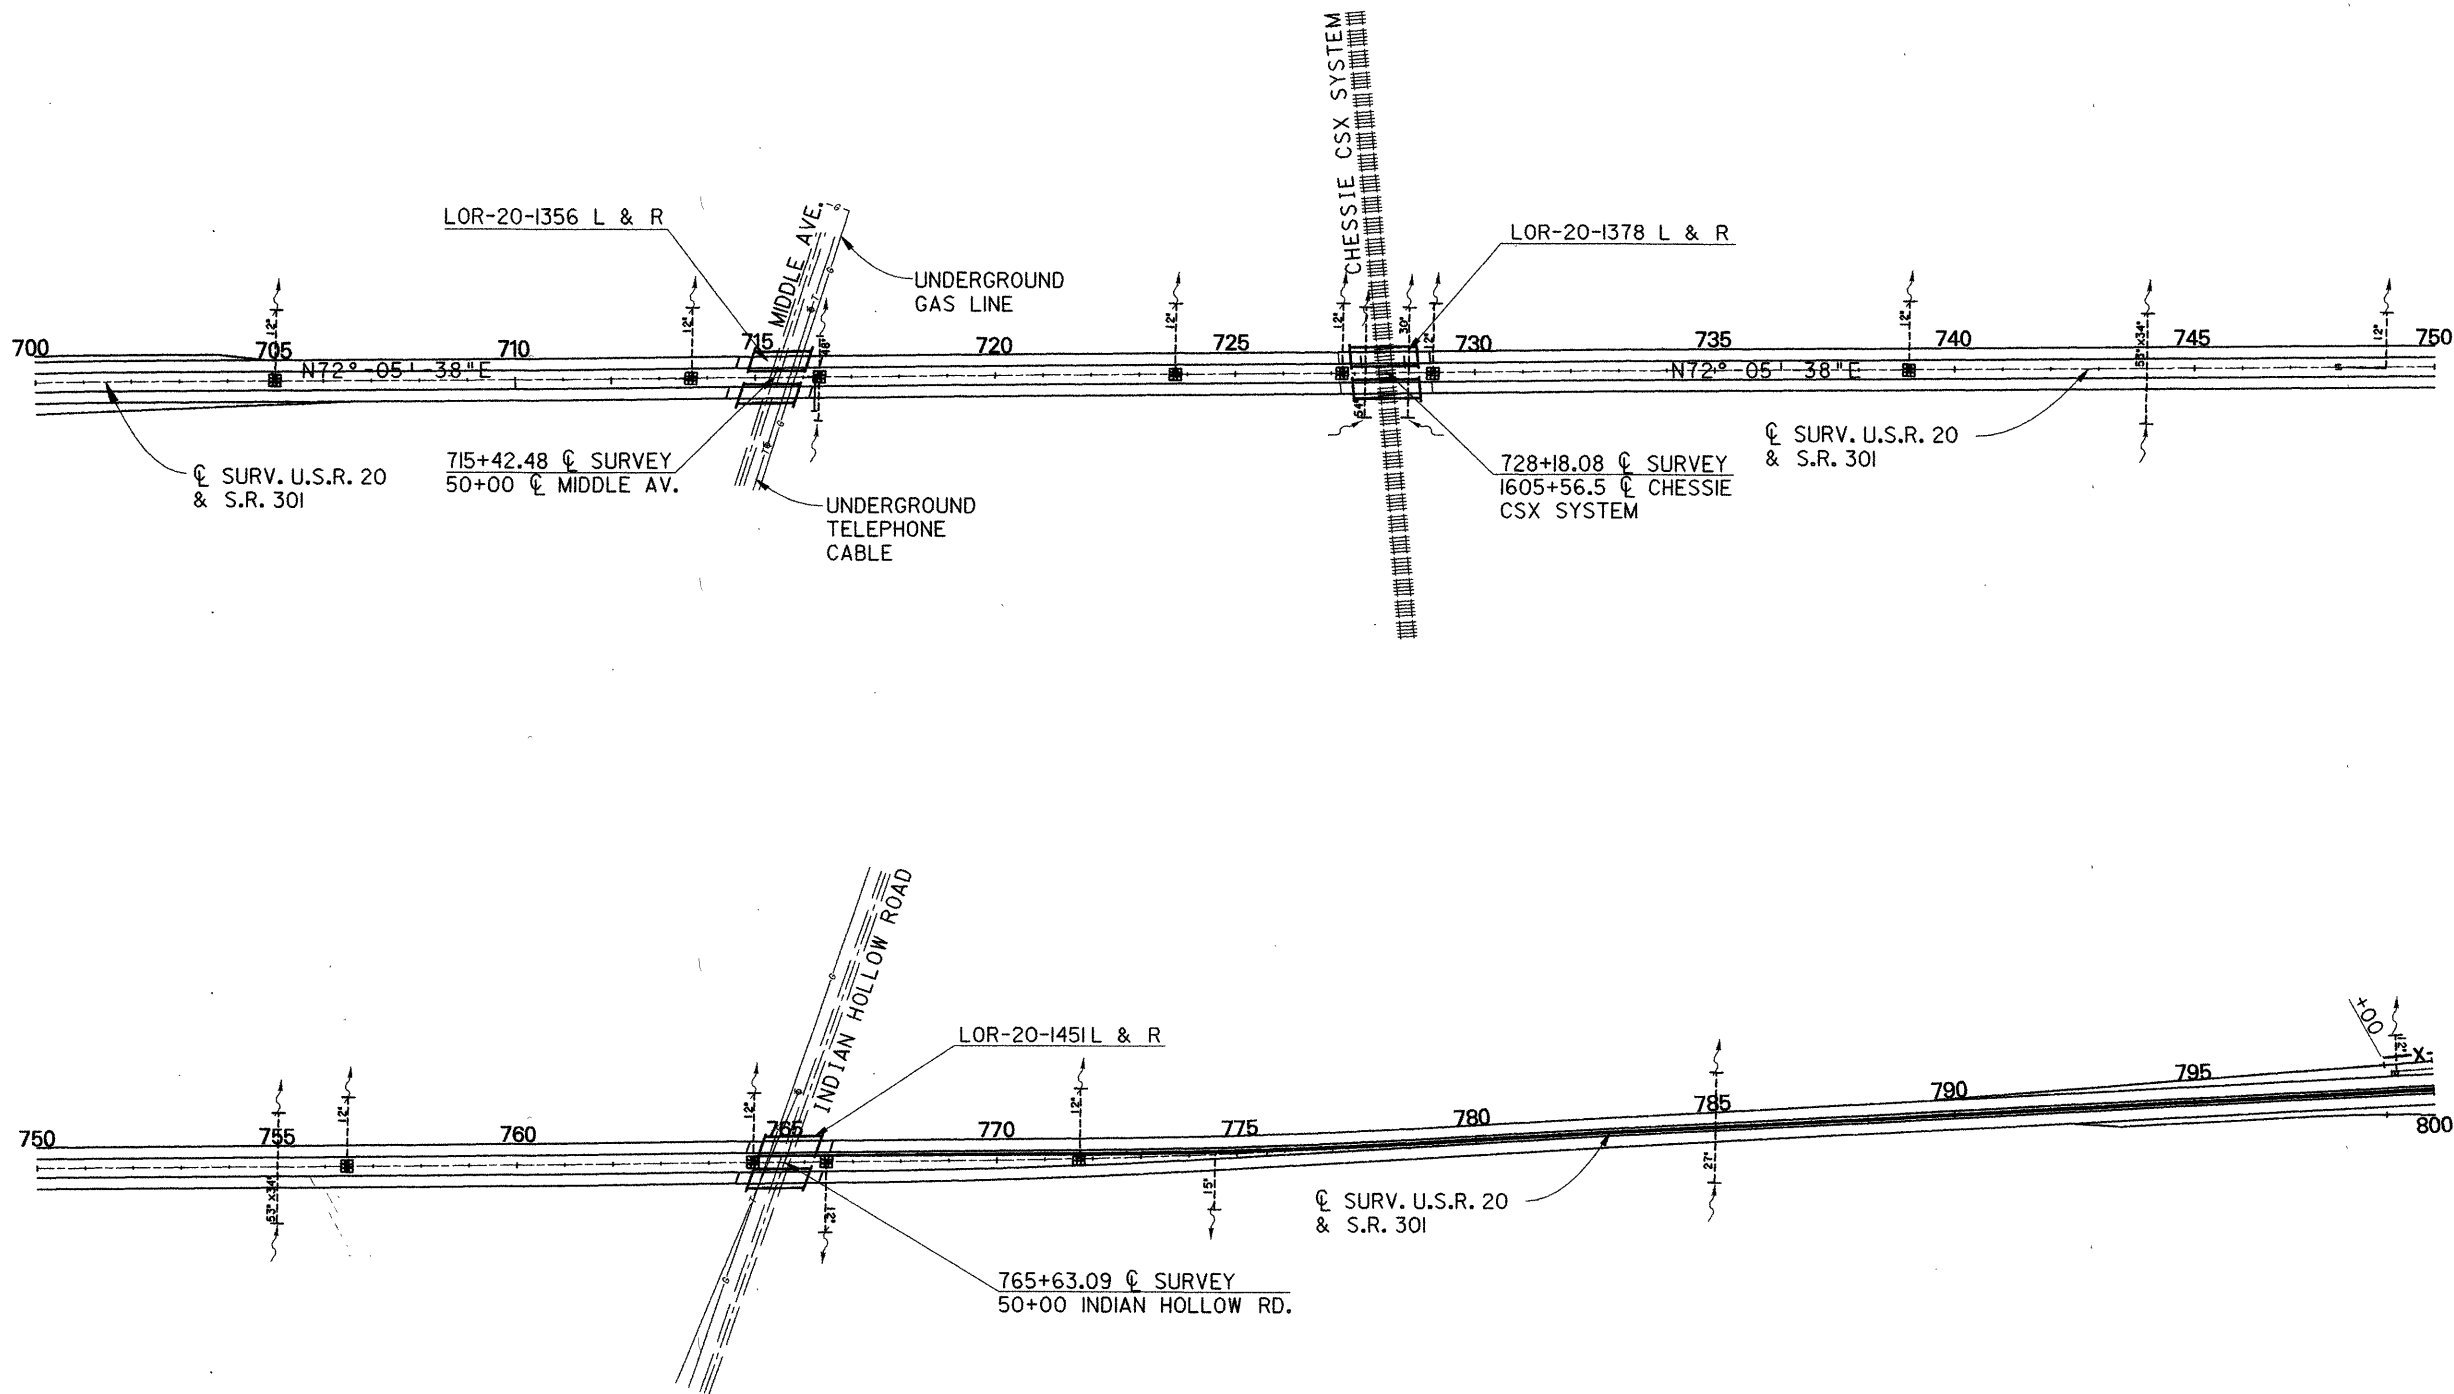 CHESSIE CSX SYSTEM
LOR-20-1356 L & R
MIDDLE AVE.
UNDERGROUND
GAS LINE
LOR-20-1378 L & R
12"
12"
48"
12"
12"
30"
12"
12"
53"x34"
12"
54"
700
705
710
715
720
725
730
735
740
745
750
N72°-05'-38"E
N72° 05' 38"E
℄ SURV. U.S.R. 20
& S.R. 301
715+42.48 ℄ SURVEY
50+00 ℄ MIDDLE AV.
UNDERGROUND
TELEPHONE
CABLE
728+18.08 ℄ SURVEY
1605+56.5 ℄ CHESSIE
CSX SYSTEM
℄ SURV. U.S.R. 20
& S.R. 301
INDIAN HOLLOW ROAD
LOR-20-1451 L & R
+00
12"
X-
12"
12"
12"
750
755
760
765
770
775
780
785
790
795
800
53"x34"
12"
15"
27"
℄ SURV. U.S.R. 20
& S.R. 301
765+63.09 ℄ SURVEY
50+00 INDIAN HOLLOW RD.